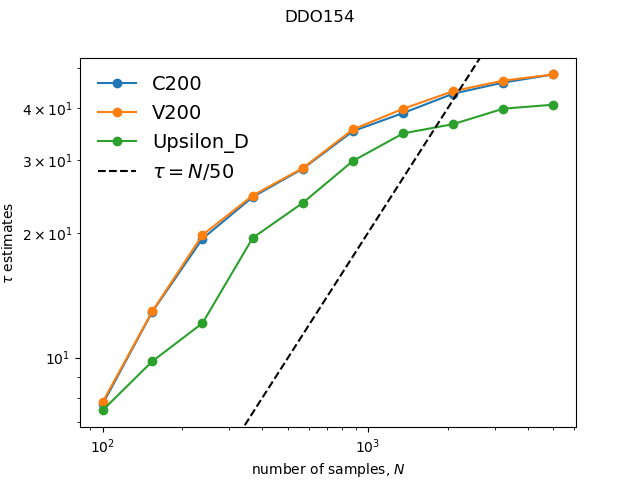 DDO154
C200
V200
Upsilon_D
τ = N/50
4 × 10¹
3 × 10¹
2 × 10¹
10¹
τ estimates
10² 10³
number of samples, N